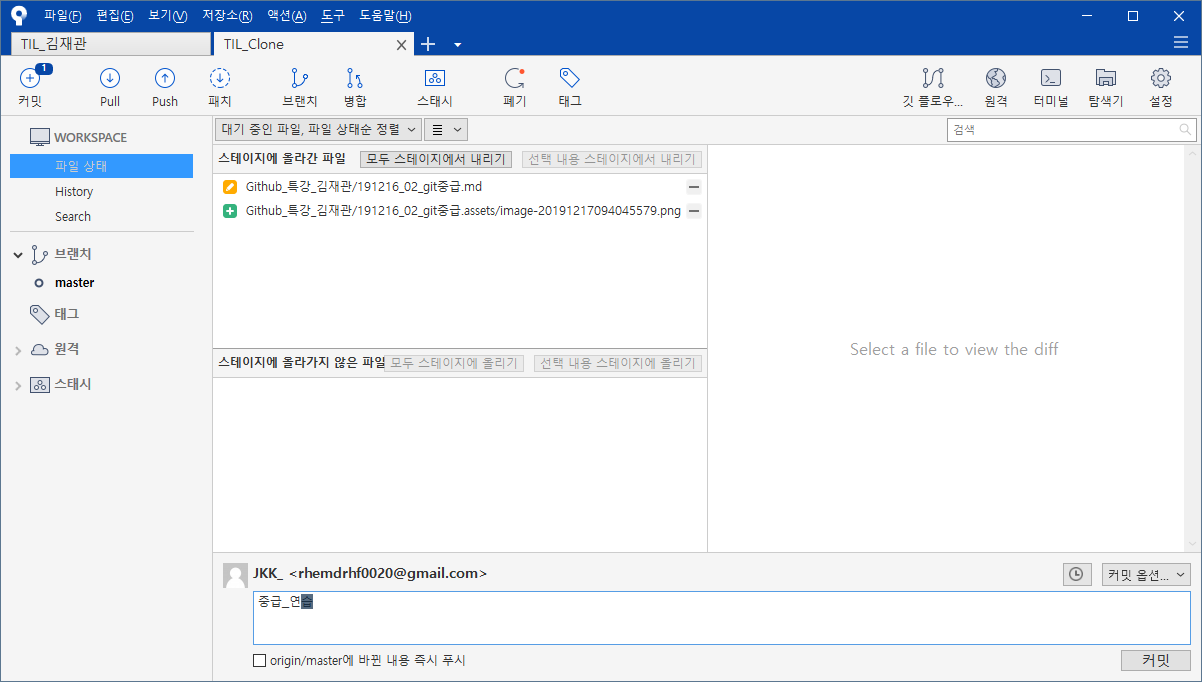 파일(F) 편집(E) 보기(V) 저장소(R) 액션(A) 도구 도움말(H)
TIL_김재관 TIL_Clone
1
커밋 Pull Push 패치 브랜치 병합 스태시 폐기 태그 깃 플로우... 원격 터미널 탐색기 설정
WORKSPACE
파일 상태
History
Search
브랜치
master
태그
원격
스태시
대기 중인 파일, 파일 상태순 정렬
검색
스테이지에 올라간 파일 모두 스테이지에서 내리기 선택 내용 스테이지에서 내리기
Github_특강_김재관/191216_02_git중급.md
Github_특강_김재관/191216_02_git중급.assets/image-20191217094045579.png
스테이지에 올라가지 않은 파일 모두 스테이지에 올리기 선택 내용 스테이지에 올리기
Select a file to view the diff
JKK_ <rhemdrhf0020@gmail.com>
커밋 옵션...
중급_연습
origin/master에 바뀐 내용 즉시 푸시
커밋